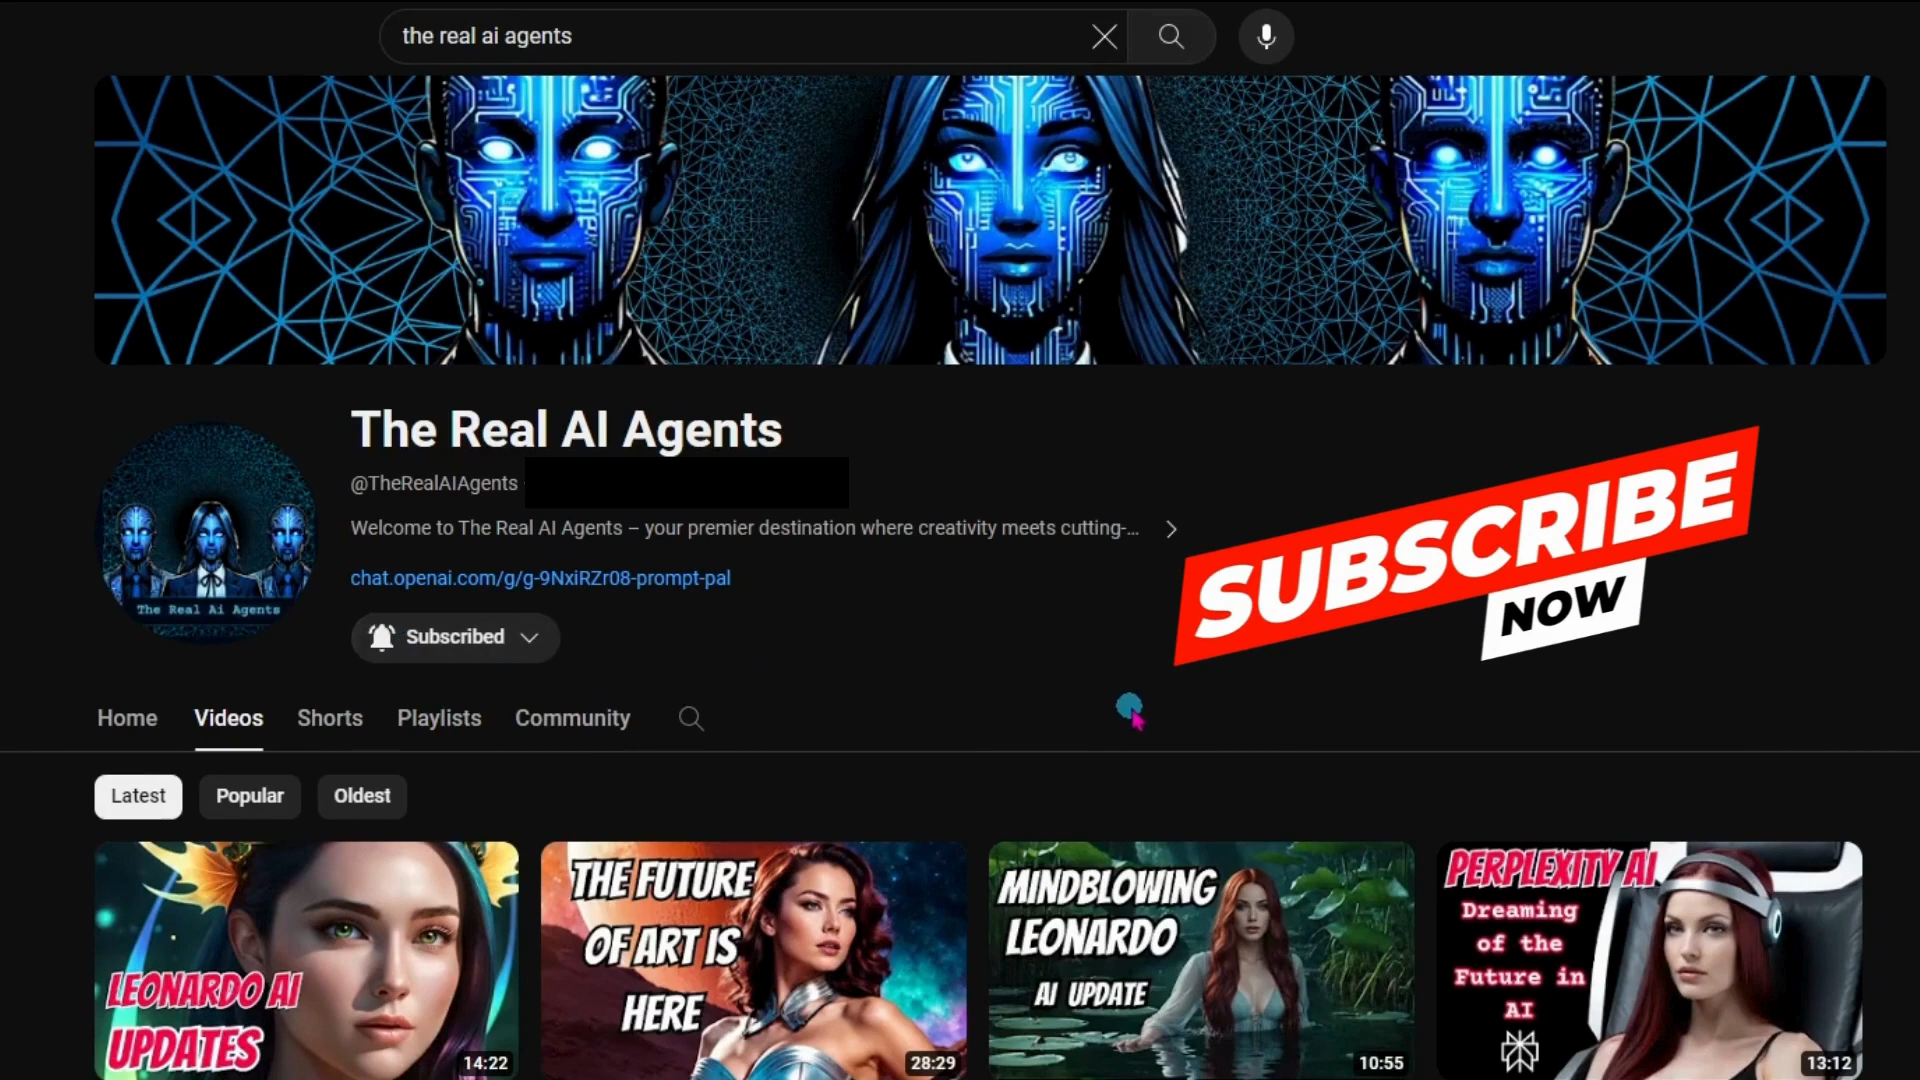 the real ai agents
The Real AI Agents
@TheRealAIAgents
Welcome to The Real AI Agents – your premier destination where creativity meets cutting-...
chat.openai.com/g/g-9NxiRZr08-prompt-pal
Subscribed
The Real Ai Agents
SUBSCRIBE
NOW
Home Videos Shorts Playlists Community
Latest Popular Oldest
LEONARDO AI
UPDATES
14:22
THE FUTURE
OF ART IS
HERE
28:29
MINDBLOWING
LEONARDO
AI UPDATE
10:55
PERPLEXITY AI
Dreaming
of the
Future in
AI
13:12